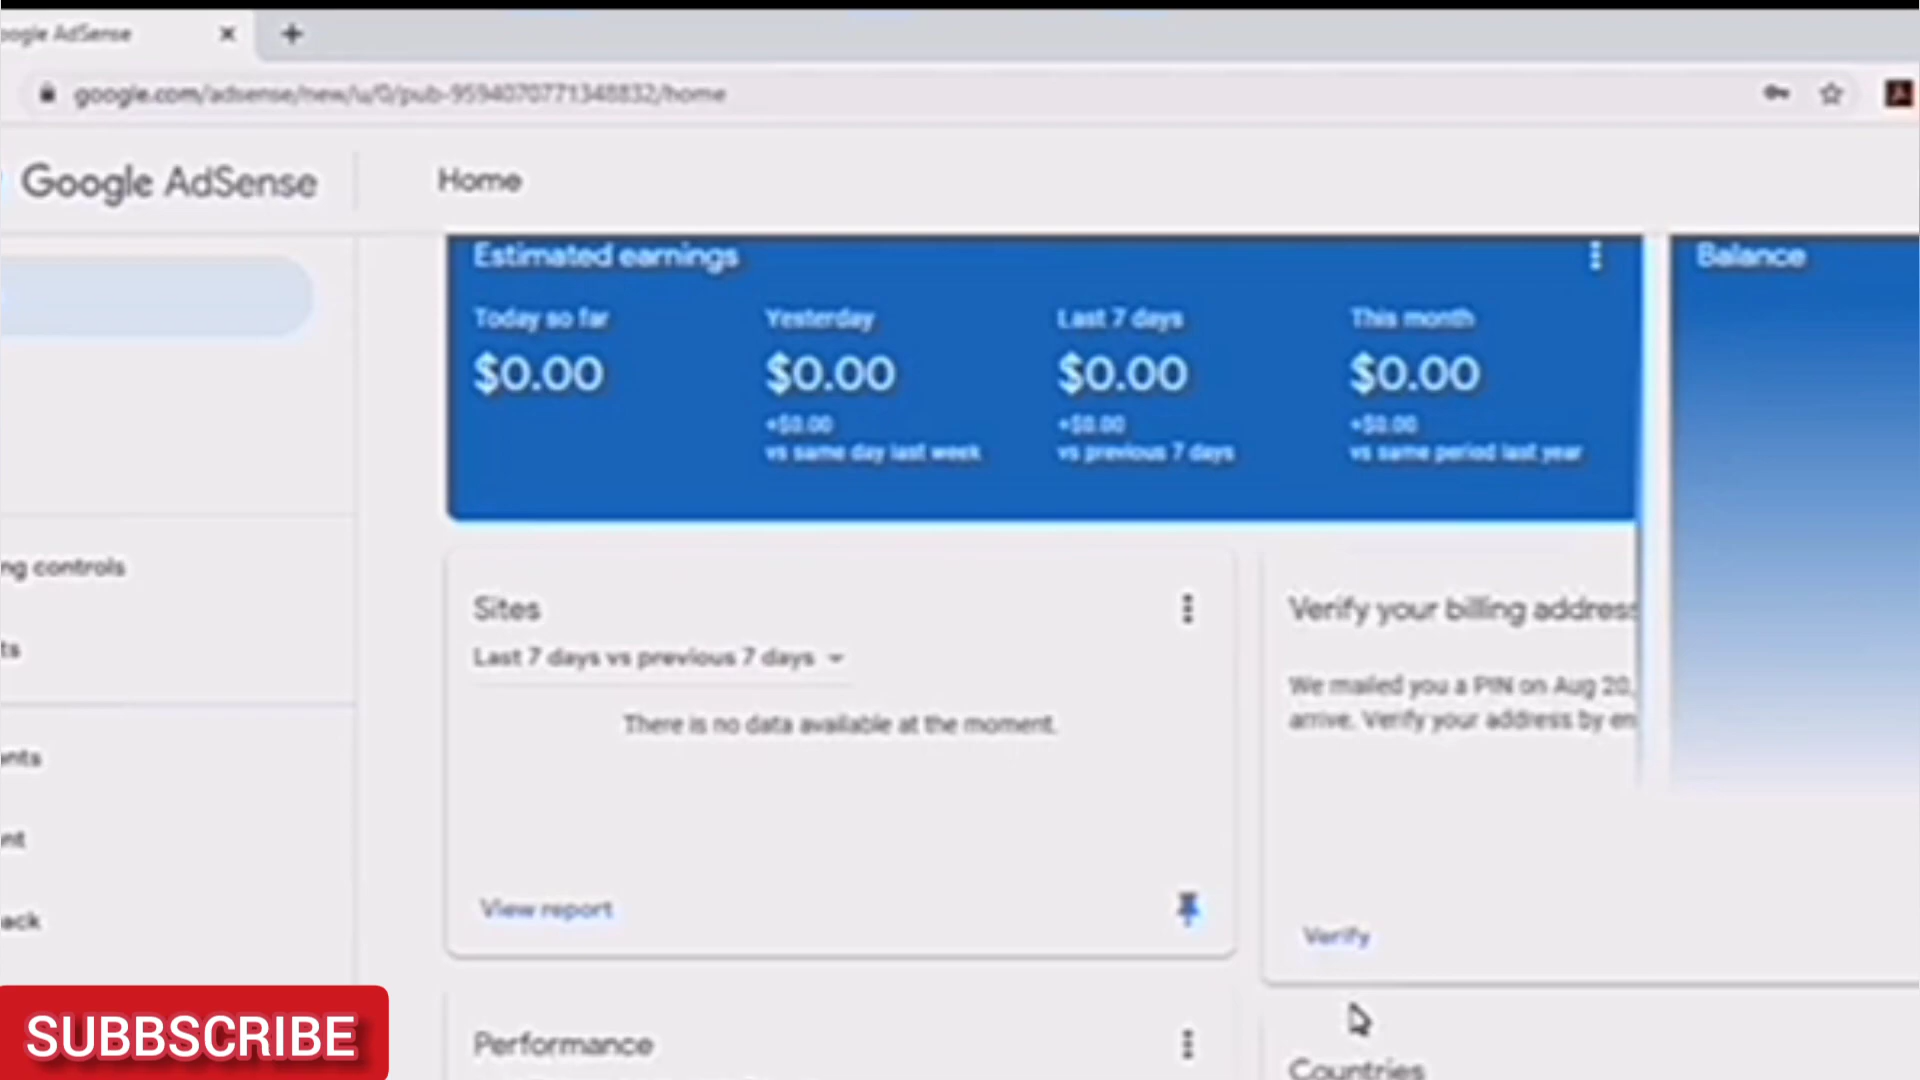 oogle AdSense
google.com/adsense/new/u/0/pub-9594070771348832/home
Google AdSense
Home
Estimated earnings
Today so far
$0.00
Yesterday
$0.00
+$0.00
vs same day last week
Last 7 days
$0.00
+$0.00
vs previous 7 days
This month
$0.00
+$0.00
vs same period last year
Balance
ng controls
ts
ents
nt
ack
Sites
Last 7 days vs previous 7 days
There is no data available at the moment.
View report
Verify your billing address
We mailed you a PIN on Aug 20,
arrive. Verify your address by en
Verify
Performance
Countries
SUBBSCRIBE